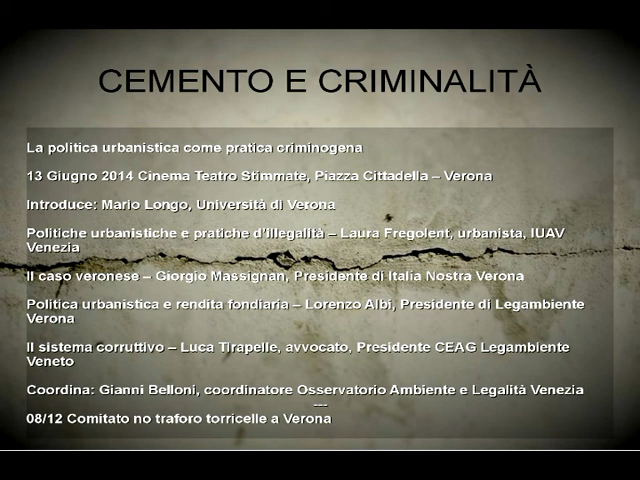 CEMENTO E CRIMINALITÀ
La politica urbanistica come pratica criminogena
13 Giugno 2014 Cinema Teatro Stimmate, Piazza Cittadella – Verona
Introduce: Mario Longo, Università di Verona
Politiche urbanistiche e pratiche d'illegalità – Laura Fregolent, urbanista, IUAV
Venezia
Il caso veronese – Giorgio Massignan, Presidente di Italia Nostra Verona
Politica urbanistica e rendita fondiaria – Lorenzo Albi, Presidente di Legambiente
Verona
Il sistema corruttivo – Luca Tirapelle, avvocato, Presidente CEAG Legambiente
Veneto
Coordina: Gianni Belloni, coordinatore Osservatorio Ambiente e Legalità Venezia
---
08/12 Comitato no traforo torricelle a Verona